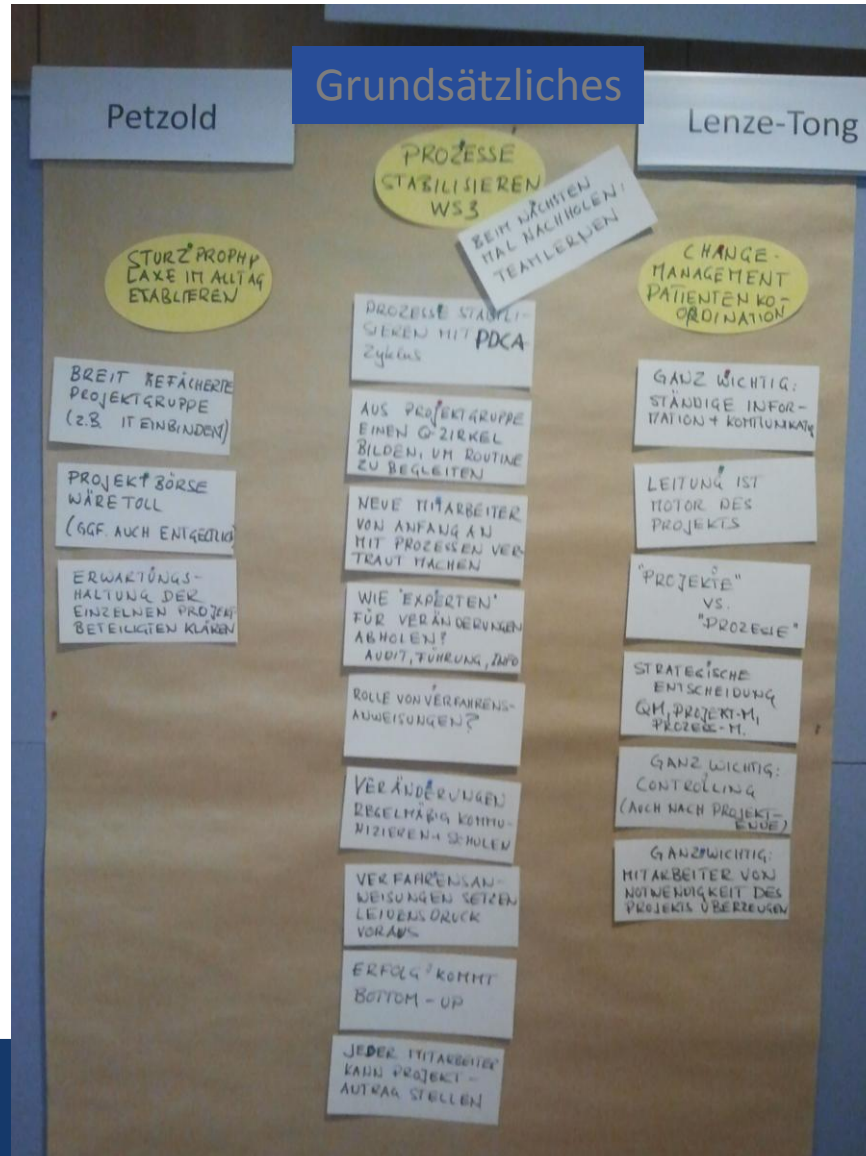 Petzold
Grundsätzliches
Lenze-Tong
STURZPROPHY
LAXE IM ALLTAG
ETABLIEREN
BREIT GEFÄCHERTE
PROJEKTGRUPPE
(z.B. IT EINBINDEN)
PROJEKTBÖRSE
WÄRE TOLL
(GGF. AUCH ENTGELTLICH)
ERWARTUNGS-
HALTUNG DER
EINZELNEN PROJEKT
BETEILIGTEN KLÄREN
PROZESSE
STABILISIEREN
WS3
BEIM NÄCHSTEN
MAL NACHHOLEN:
TEAMLERNEN
PROZESSE STABILI-
SIEREN MIT PDCA
Zyklus
AUS PROJEKTGRUPPE
EINEN Q-ZIRKEL
BILDEN, UM ROUTINE
ZU BEGLEITEN
NEUE MITARBEITER
VON ANFANG AN
MIT PROZESSEN VER-
TRAUT MACHEN
WIE "EXPERTEN"
FÜR VERÄNDERUNGEN
ABHOLEN?
AUDIT, FÜHRUNG, INFO
ROLLE VON VERFAHRENS-
ANWEISUNGEN?
VERÄNDERUNGEN
REGELMÄßIG KOMMU-
NIZIEREN + SCHULEN
VERFAHRENSAN-
WEISUNGEN SETZEN
LEIDENSDRUCK
VORAUS
ERFOLG KOMMT
BOTTOM-UP
JEDER MITARBEITER
KANN PROJEKT-
AUTRAG STELLEN
CHANGE-
MANAGEMENT
PATIENTEN KO-
ORDINATION
GANZ WICHTIG:
STÄNDIGE INFOR-
MATION + KOMMUNIKATIO
LEITUNG IST
MOTOR DES
PROJEKTS
"PROJEKTE"
VS.
"PROZESSE"
STRATEGISCHE
ENTSCHEIDUNG
QM, PROJEKT-M,
PROZESS-M.
GANZ WICHTIG:
CONTROLLING
(AUCH NACH PROJEKT-
ENDE)
GANZ WICHTIG:
MITARBEITER VON
NOTWENDIGKEIT DES
PROJEKTS ÜBERZEUGEN